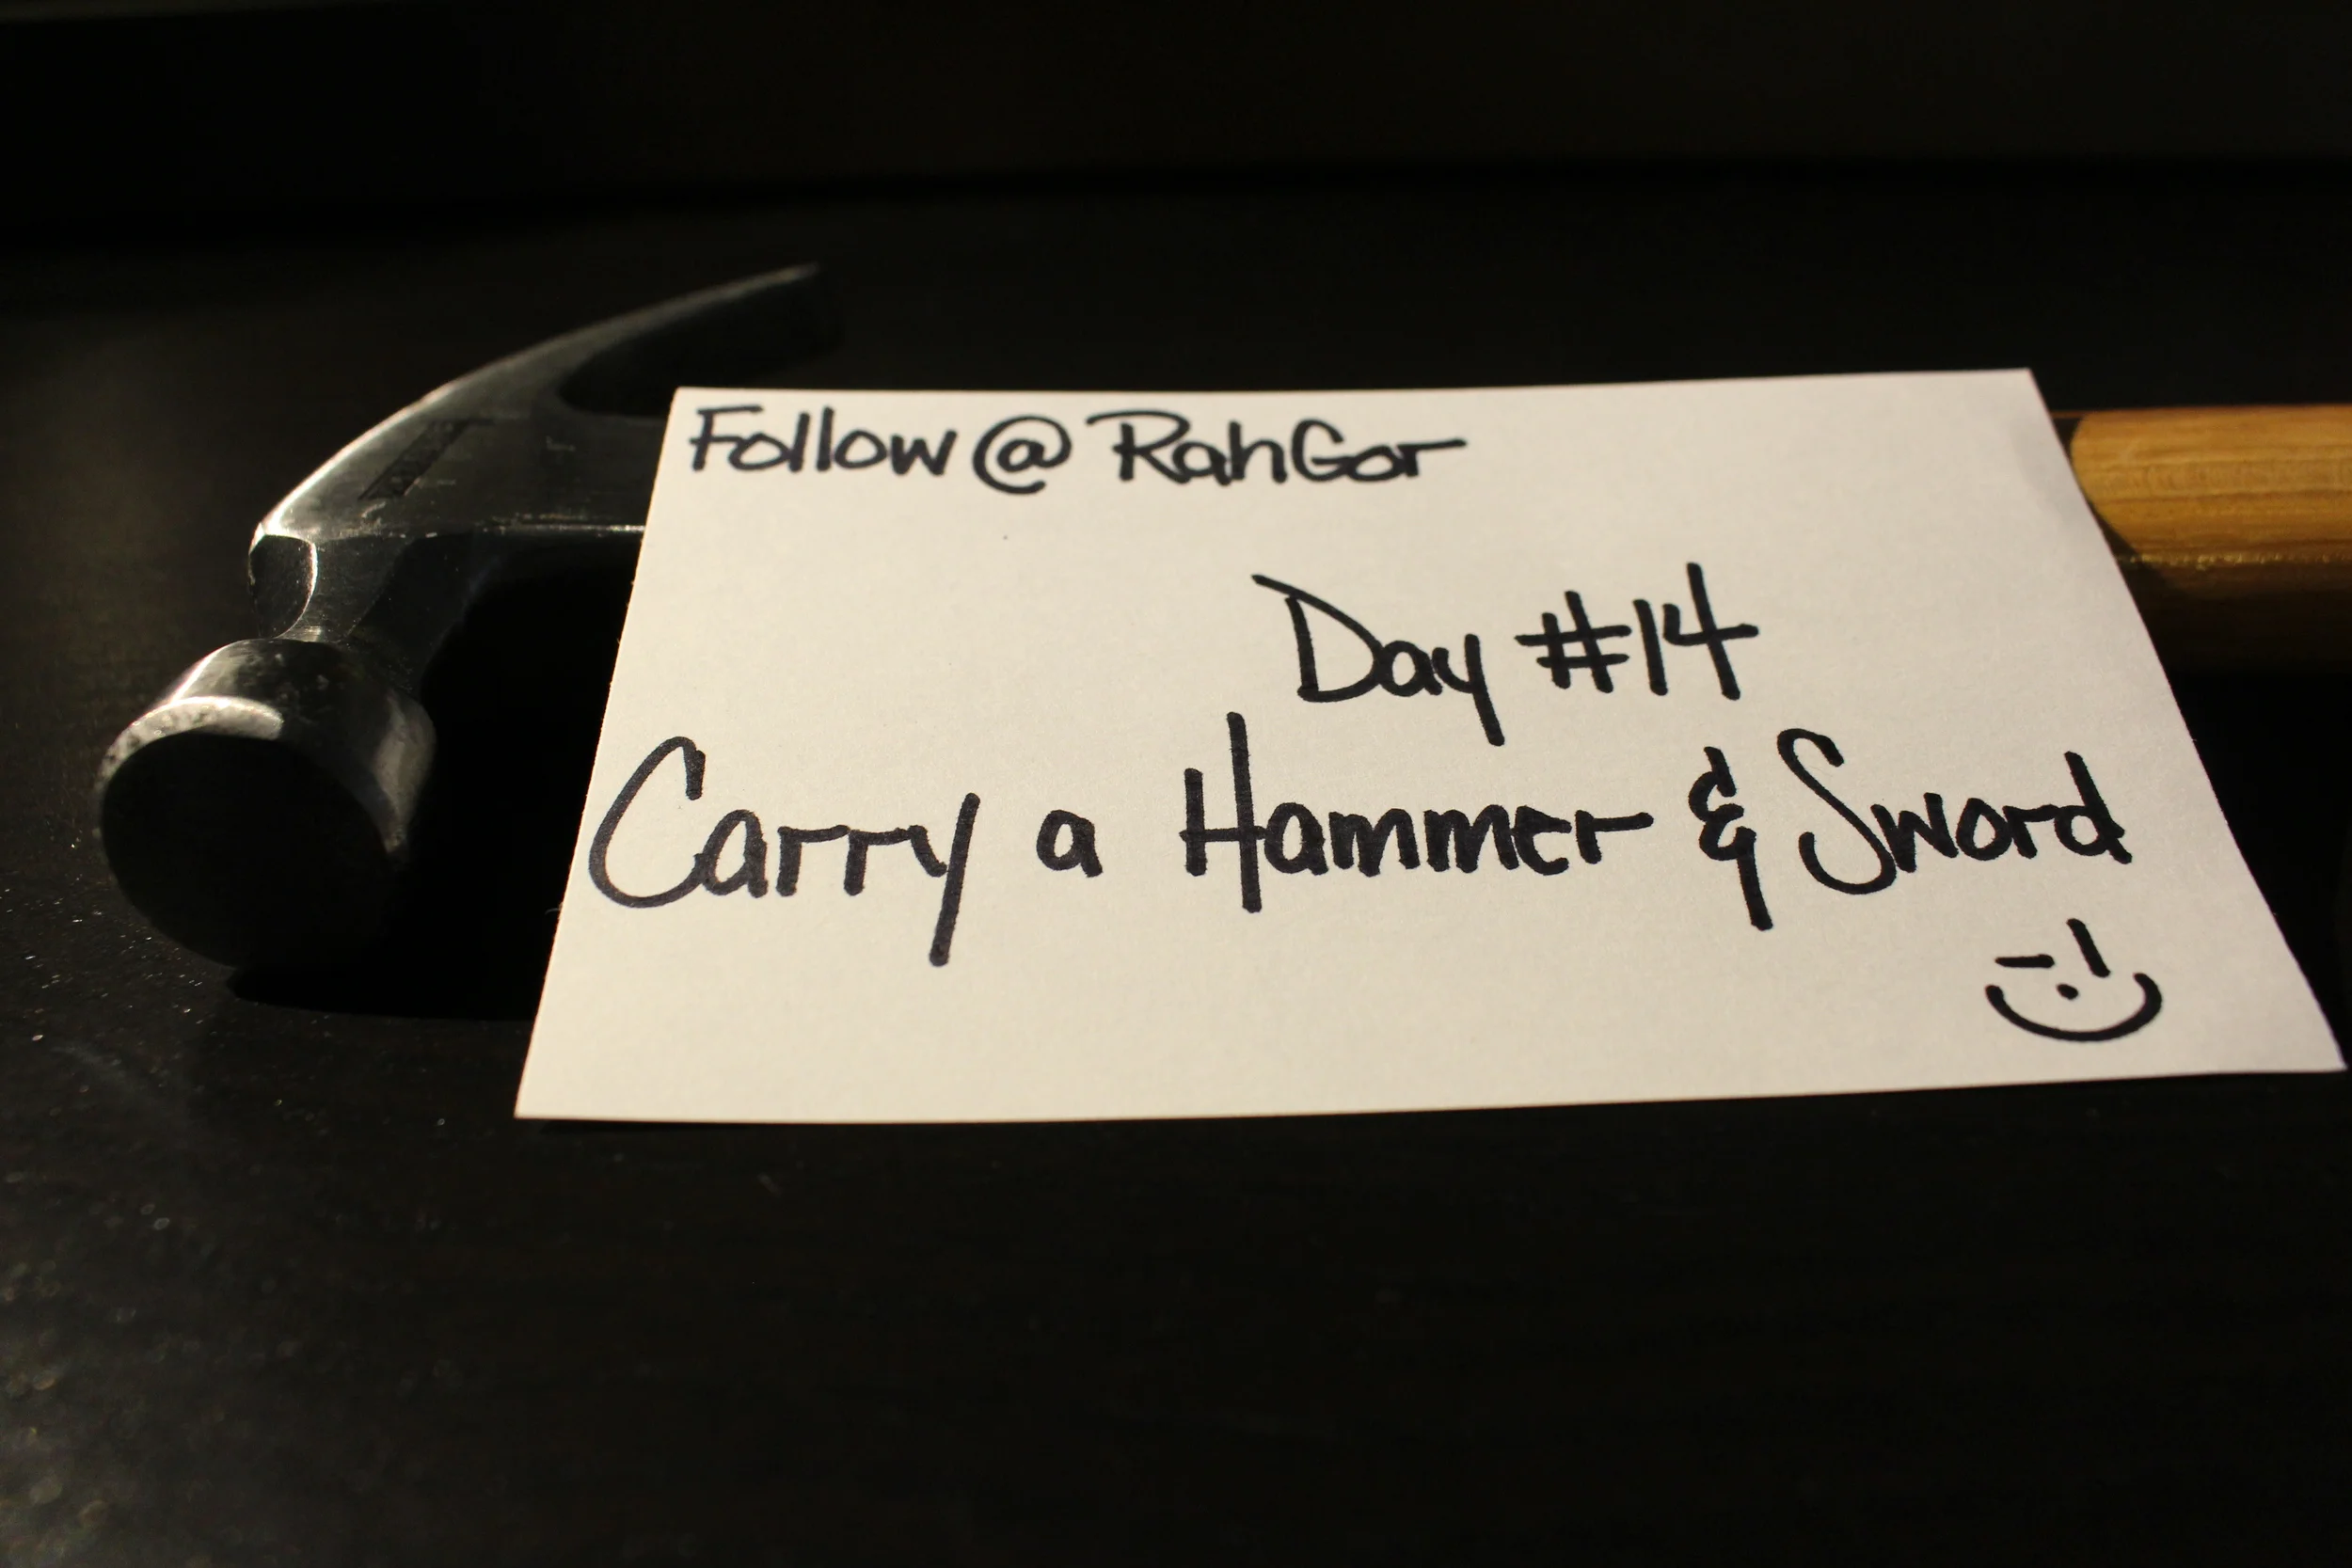 Follow @RahGor
Day #14
Carry a Hammer & Sword